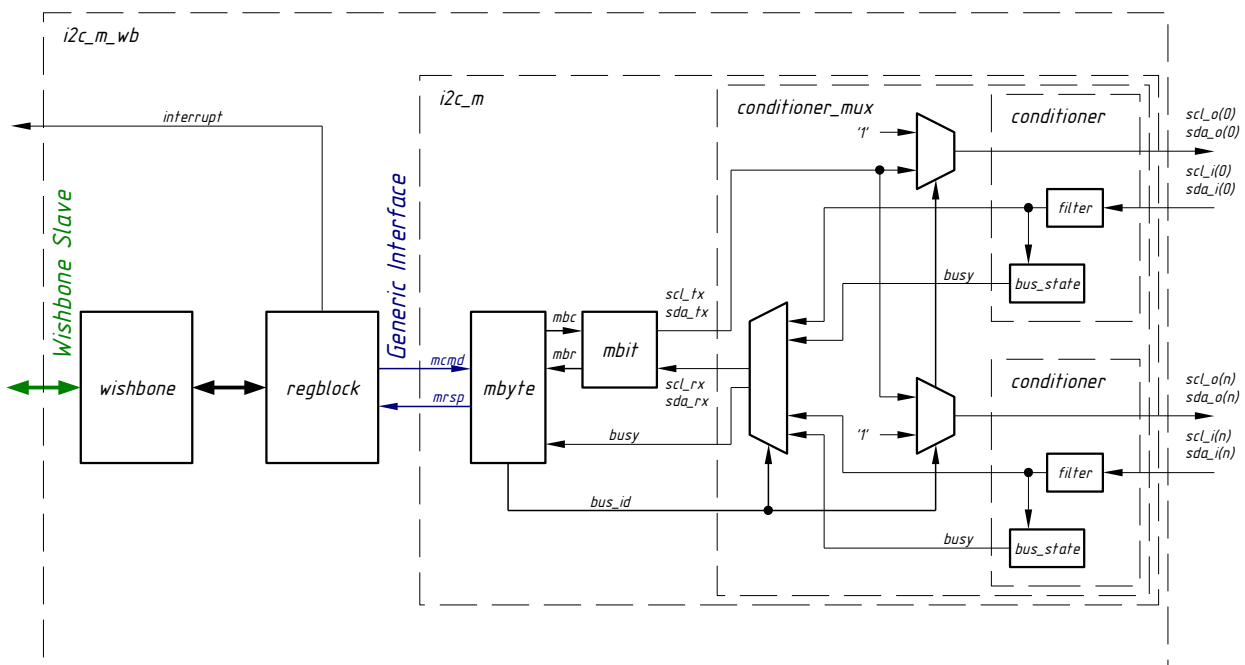 i2c_m_wb
i2c_m
conditioner_mux
conditioner
interrupt
'1'
scl_o(0)
sda_o(0)
scl_i(0)
sda_i(0)
filter
Wishbone Slave
Generic Interface
busy
bus_state
scl_tx
sda_tx
mbc
mbit
mbr
wishbone
regblock
mcmd
mbyte
mrsp
scl_rx
sda_rx
busy
conditioner
scl_o(n)
sda_o(n)
'1'
scl_i(n)
sda_i(n)
filter
bus_id
busy
bus_state